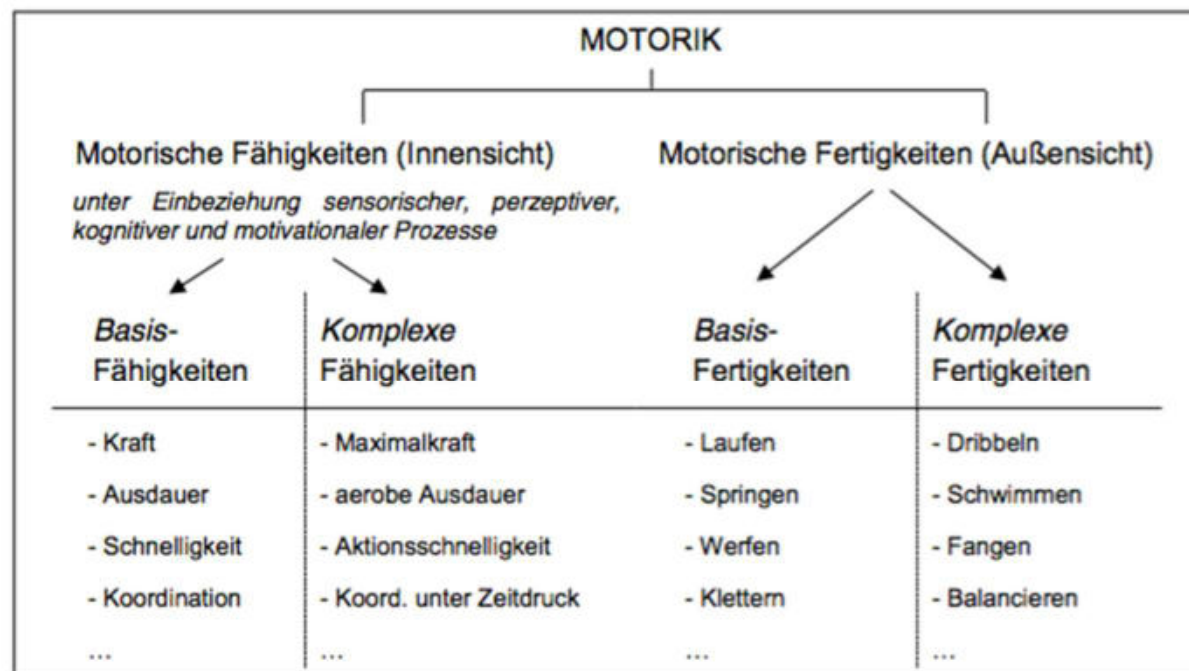 MOTORIK
Motorische Fähigkeiten (Innensicht)
unter Einbeziehung sensorischer, perzeptiver,
kognitiver und motivationaler Prozesse
Basis-
Fähigkeiten
Komplexe
Fähigkeiten
- Kraft
- Ausdauer
- Schnelligkeit
- Koordination
...
- Maximalkraft
- aerobe Ausdauer
- Aktionsschnelligkeit
- Koord. unter Zeitdruck
...
Motorische Fertigkeiten (Außensicht)
Basis-
Fertigkeiten
Komplexe
Fertigkeiten
- Laufen
- Springen
- Werfen
- Klettern
...
- Dribbeln
- Schwimmen
- Fangen
- Balancieren
...